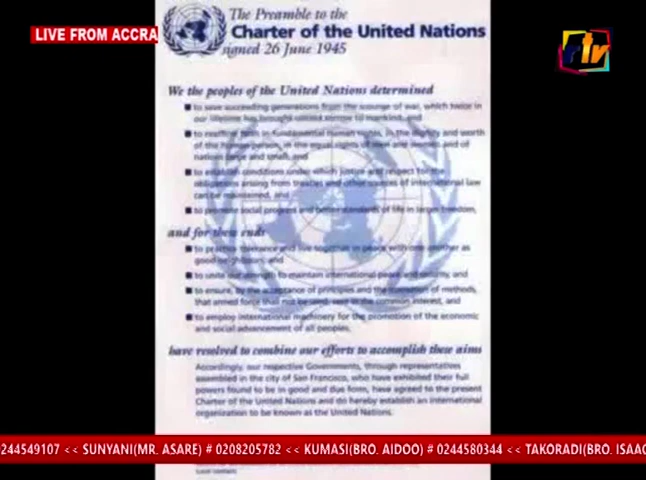 LIVE FROM ACCRA
The Preamble to the
Charter of the United Nations
signed 26 June 1945
We the peoples of the United Nations determined
to save succeeding generations from the scourge of war, which twice in
our lifetime has brought untold sorrow to mankind, and
to reaffirm faith in fundamental human rights, in the dignity and worth
of the human person, in the equal rights of men and women and of
nations large and small, and
to establish conditions under which justice and respect for the
obligations arising from treaties and other sources of international law
can be maintained, and
to promote social progress and better standards of life in larger freedom,
and for these ends
to practice tolerance and live together in peace with one another as
good neighbours, and
to unite our strength to maintain international peace and security, and
to ensure, by the acceptance of principles and the institution of methods,
that armed force shall not be used, save in the common interest, and
to employ international machinery for the promotion of the economic
and social advancement of all peoples,
have resolved to combine our efforts to accomplish these aims
Accordingly, our respective Governments, through representatives
assembled in the city of San Francisco, who have exhibited their full
powers found to be in good and due form, have agreed to the present
Charter of the United Nations and do hereby establish an international
organization to be known as the United Nations.
0244549107 << SUNYANI(MR. ASARE) # 0208205782 << KUMASI(BRO. AIDOO) # 0244580344 << TAKORADI(BRO. ISAAC